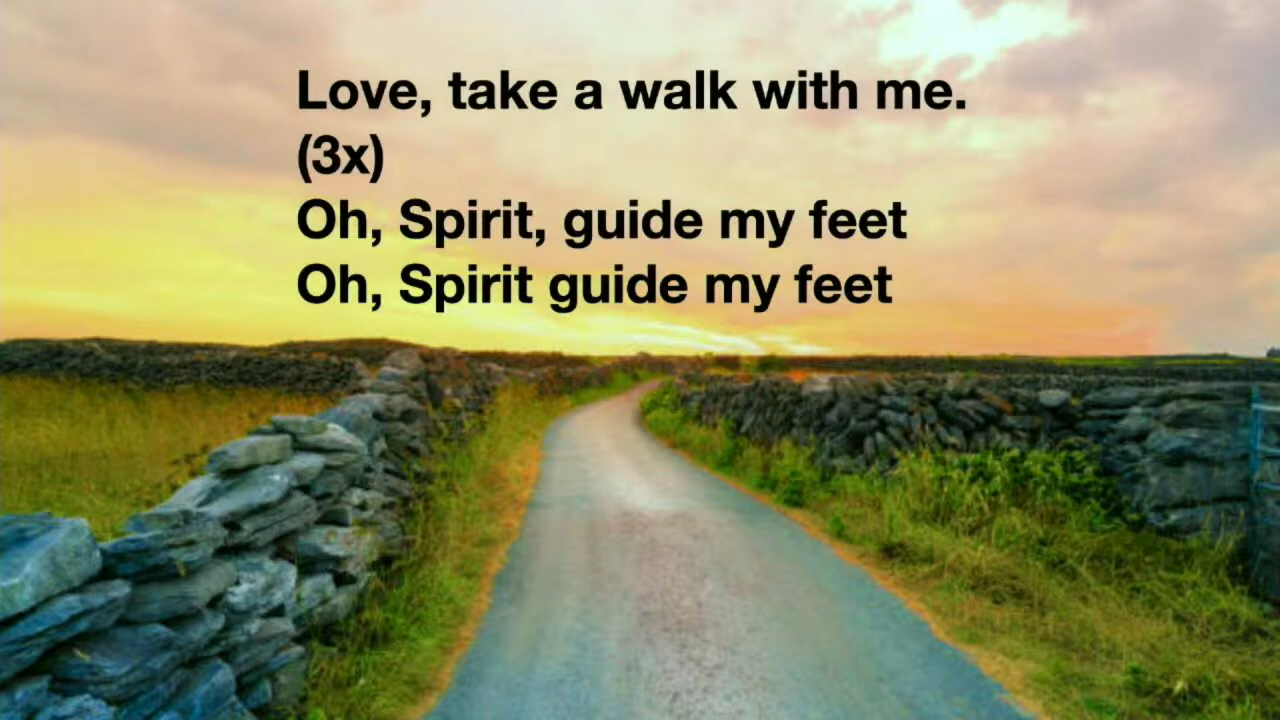 Love, take a walk with me.
(3x)
Oh, Spirit, guide my feet
Oh, Spirit guide my feet